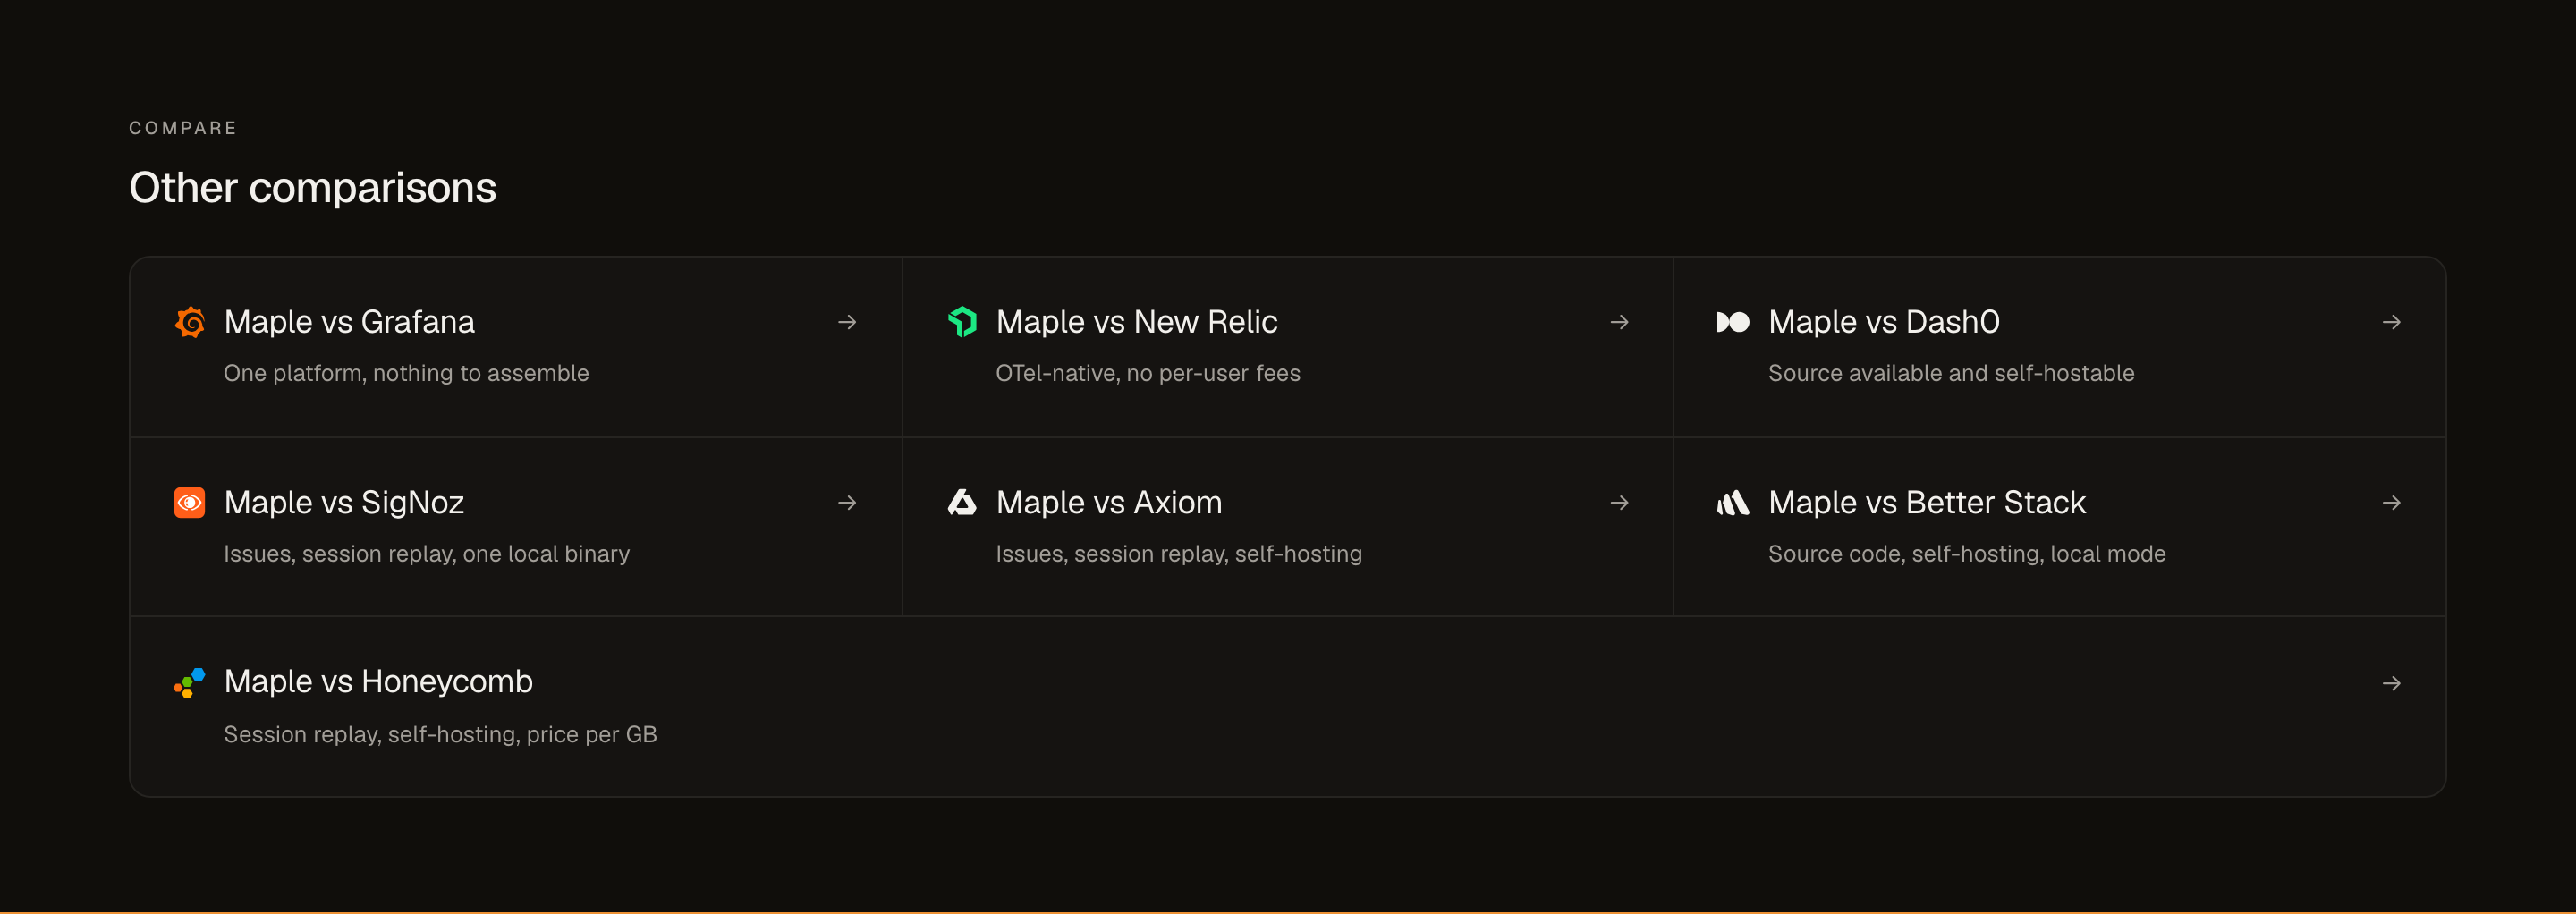 COMPARE
Other comparisons
Maple vs Grafana
One platform, nothing to assemble
Maple vs New Relic
OTel-native, no per-user fees
Maple vs Dash0
Source available and self-hostable
Maple vs SigNoz
Issues, session replay, one local binary
Maple vs Axiom
Issues, session replay, self-hosting
Maple vs Better Stack
Source code, self-hosting, local mode
Maple vs Honeycomb
Session replay, self-hosting, price per GB